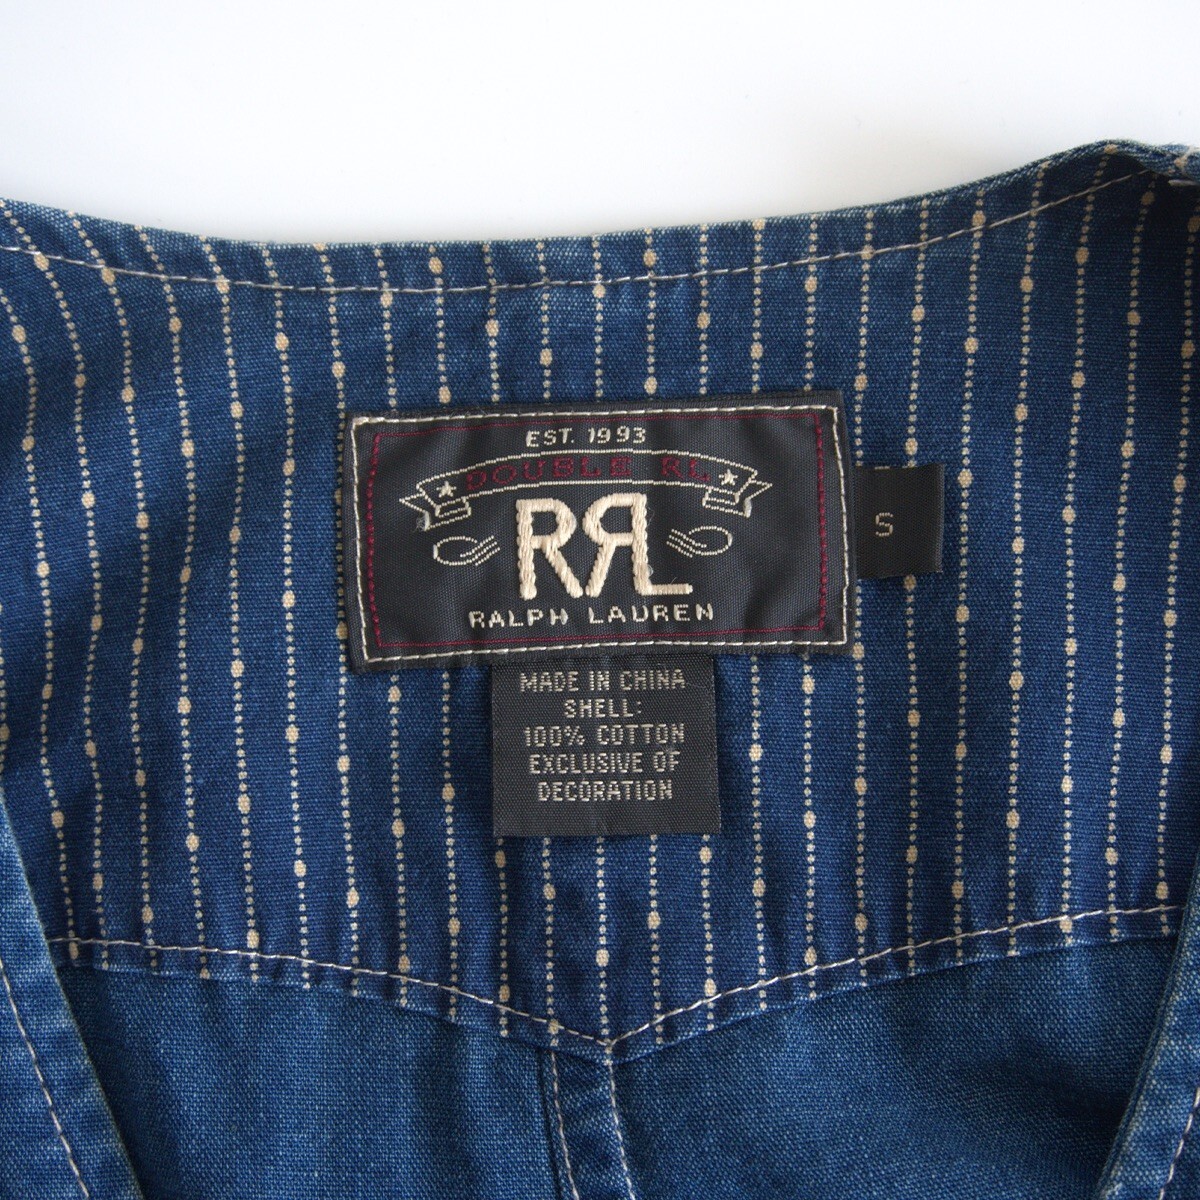 EST. 1993
DOUBLE RL
RRL
RALPH LAUREN
S
MADE IN CHINA
SHELL:
100% COTTON
EXCLUSIVE OF
DECORATION